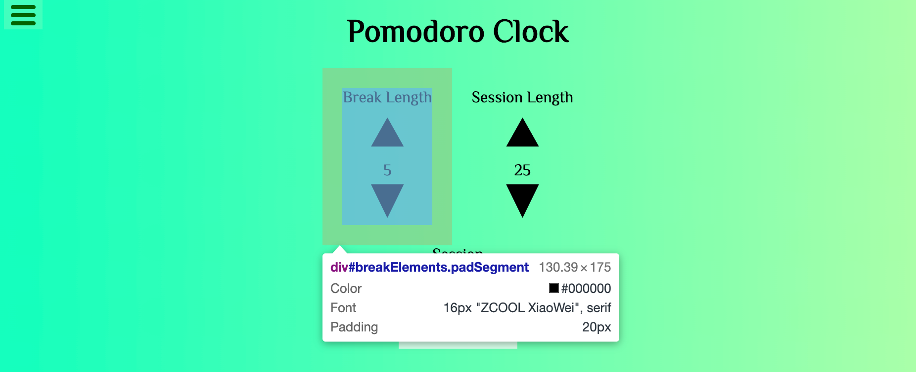 Pomodoro Clock
Break Length
Session Length
5
25
Session
div#breakElements.padSegment 130.39 × 175
Color #000000
Font 16px "ZCOOL XiaoWei", serif
Padding 20px